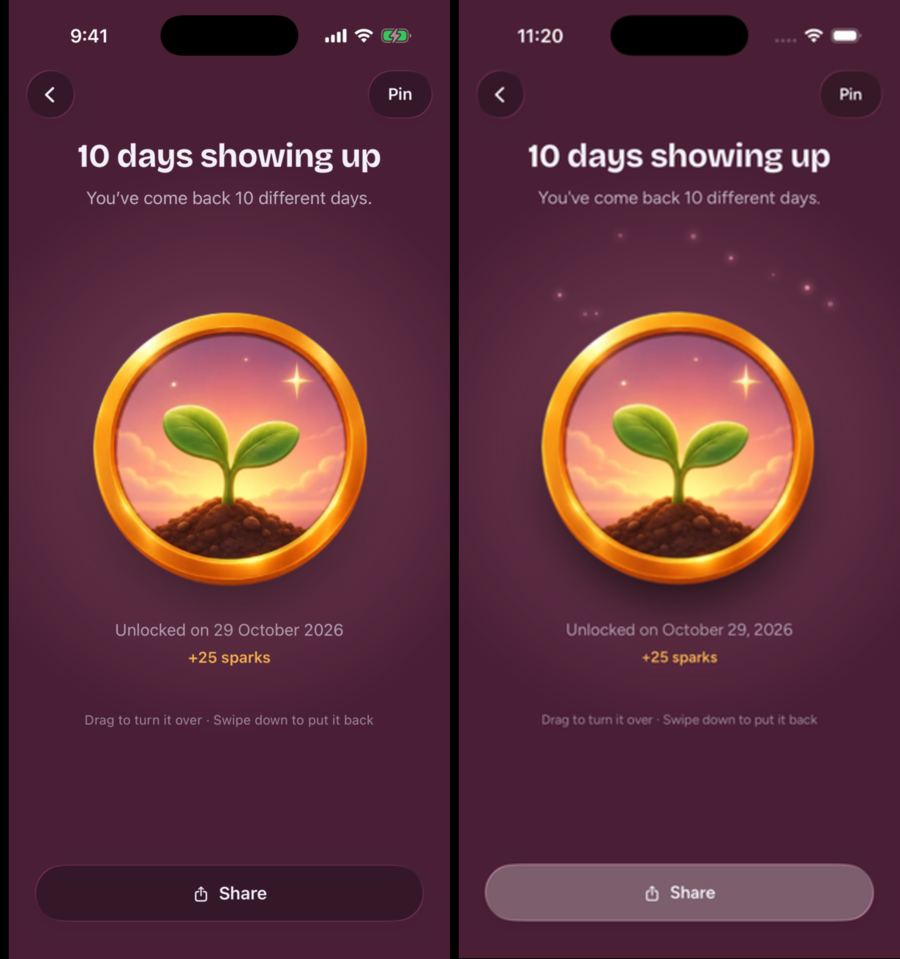 9:41
Pin
10 days showing up
You’ve come back 10 different days.
Unlocked on 29 October 2026
+25 sparks
Drag to turn it over · Swipe down to put it back
Share
11:20
Pin
10 days showing up
You've come back 10 different days.
Unlocked on October 29, 2026
+25 sparks
Drag to turn it over · Swipe down to put it back
Share